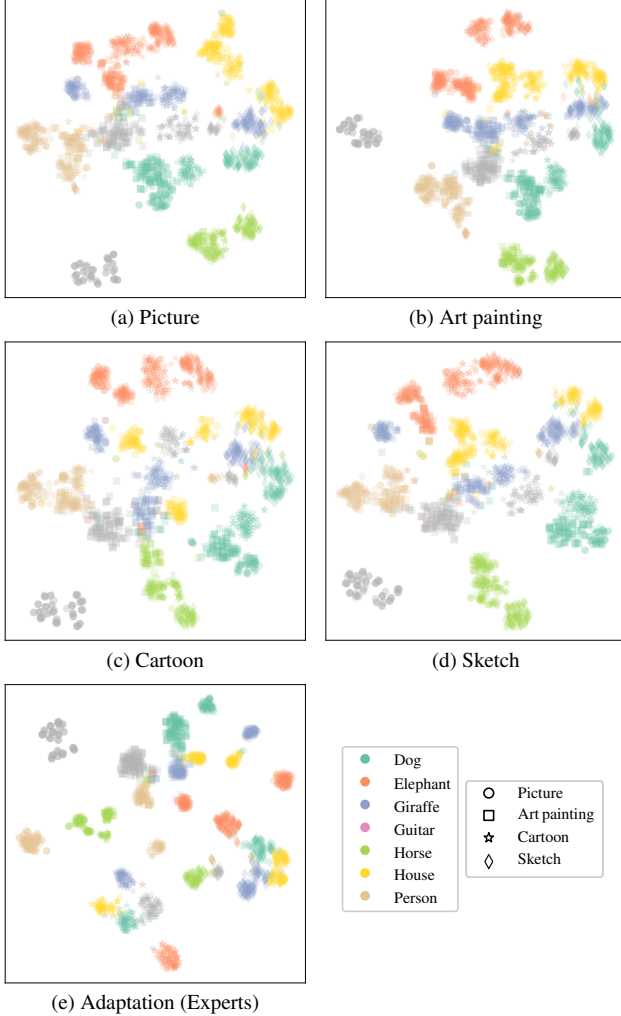 (a) Picture
(b) Art painting
(c) Cartoon
(d) Sketch
(e) Adaptation (Experts)
Dog
Elephant
Giraffe
Guitar
Horse
House
Person
Picture
Art painting
Cartoon
Sketch